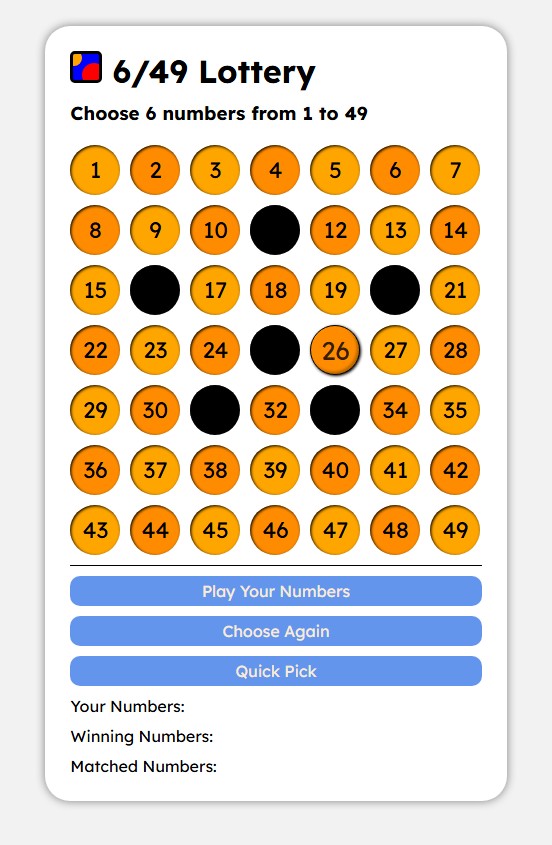 6/49 Lottery
Choose 6 numbers from 1 to 49
1 2 3 4 5 6 7
8 9 10 12 13 14
15 17 18 19 21
22 23 24 26 27 28
29 30 32 34 35
36 37 38 39 40 41 42
43 44 45 46 47 48 49
Play Your Numbers
Choose Again
Quick Pick
Your Numbers:
Winning Numbers:
Matched Numbers: